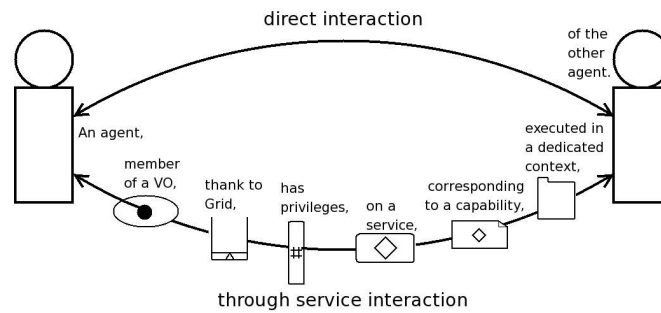 direct interaction
An agent,
member
of a VO,
thank to
Grid,
has
privileges,
on a
service,
corresponding
to a capability,
executed in
a dedicated
context,
of the
other
agent.
through service interaction